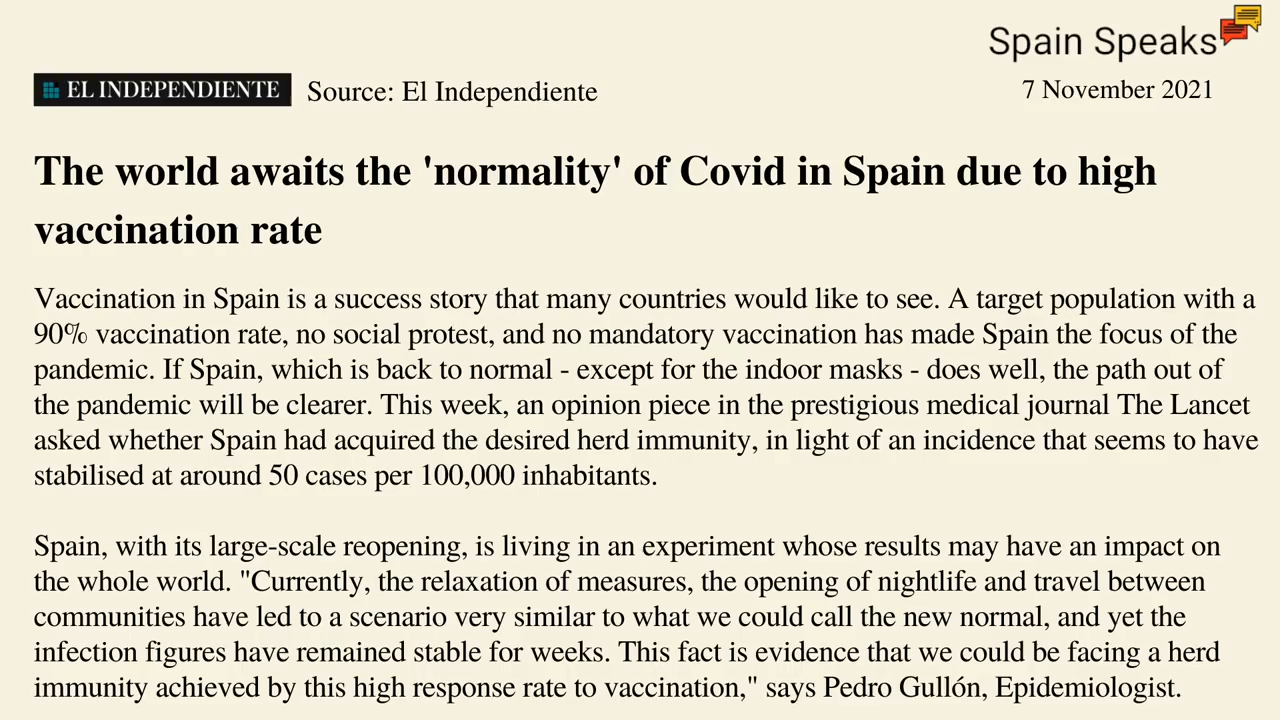 Spain Speaks
EL INDEPENDIENTE Source: El Independiente
7 November 2021
The world awaits the 'normality' of Covid in Spain due to high
vaccination rate
Vaccination in Spain is a success story that many countries would like to see. A target population with a
90% vaccination rate, no social protest, and no mandatory vaccination has made Spain the focus of the
pandemic. If Spain, which is back to normal - except for the indoor masks - does well, the path out of
the pandemic will be clearer. This week, an opinion piece in the prestigious medical journal The Lancet
asked whether Spain had acquired the desired herd immunity, in light of an incidence that seems to have
stabilised at around 50 cases per 100,000 inhabitants.
Spain, with its large-scale reopening, is living in an experiment whose results may have an impact on
the whole world. "Currently, the relaxation of measures, the opening of nightlife and travel between
communities have led to a scenario very similar to what we could call the new normal, and yet the
infection figures have remained stable for weeks. This fact is evidence that we could be facing a herd
immunity achieved by this high response rate to vaccination," says Pedro Gullón, Epidemiologist.